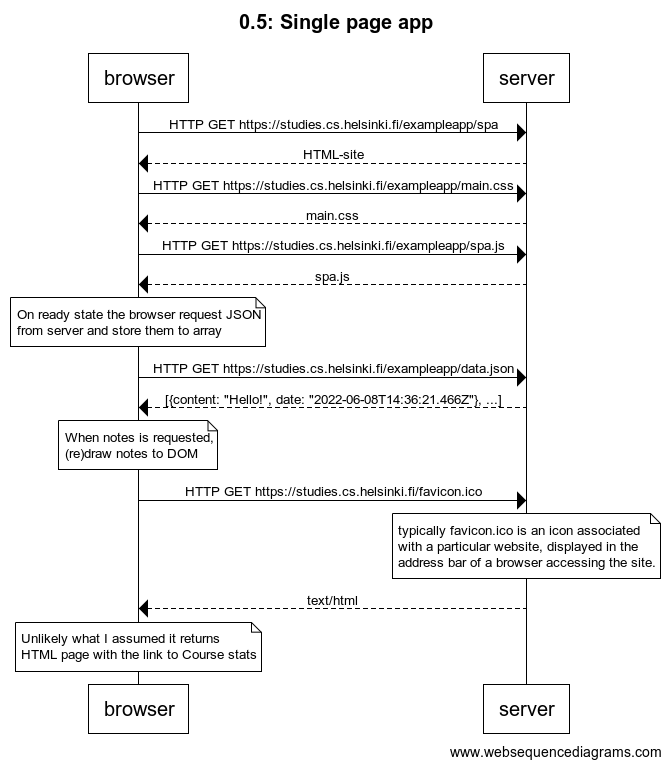 0.5: Single page app
browser
server
HTTP GET https://studies.cs.helsinki.fi/exampleapp/spa
HTML-site
HTTP GET https://studies.cs.helsinki.fi/exampleapp/main.css
main.css
HTTP GET https://studies.cs.helsinki.fi/exampleapp/spa.js
spa.js
On ready state the browser request JSON
from server and store them to array
HTTP GET https://studies.cs.helsinki.fi/exampleapp/data.json
[{content: "Hello!", date: "2022-06-08T14:36:21.466Z"}, ...]
When notes is requested,
(re)draw notes to DOM
HTTP GET https://studies.cs.helsinki.fi/favicon.ico
typically favicon.ico is an icon associated
with a particular website, displayed in the
address bar of a browser accessing the site.
text/html
Unlikely what I assumed it returns
HTML page with the link to Course stats
browser
server
www.websequencediagrams.com